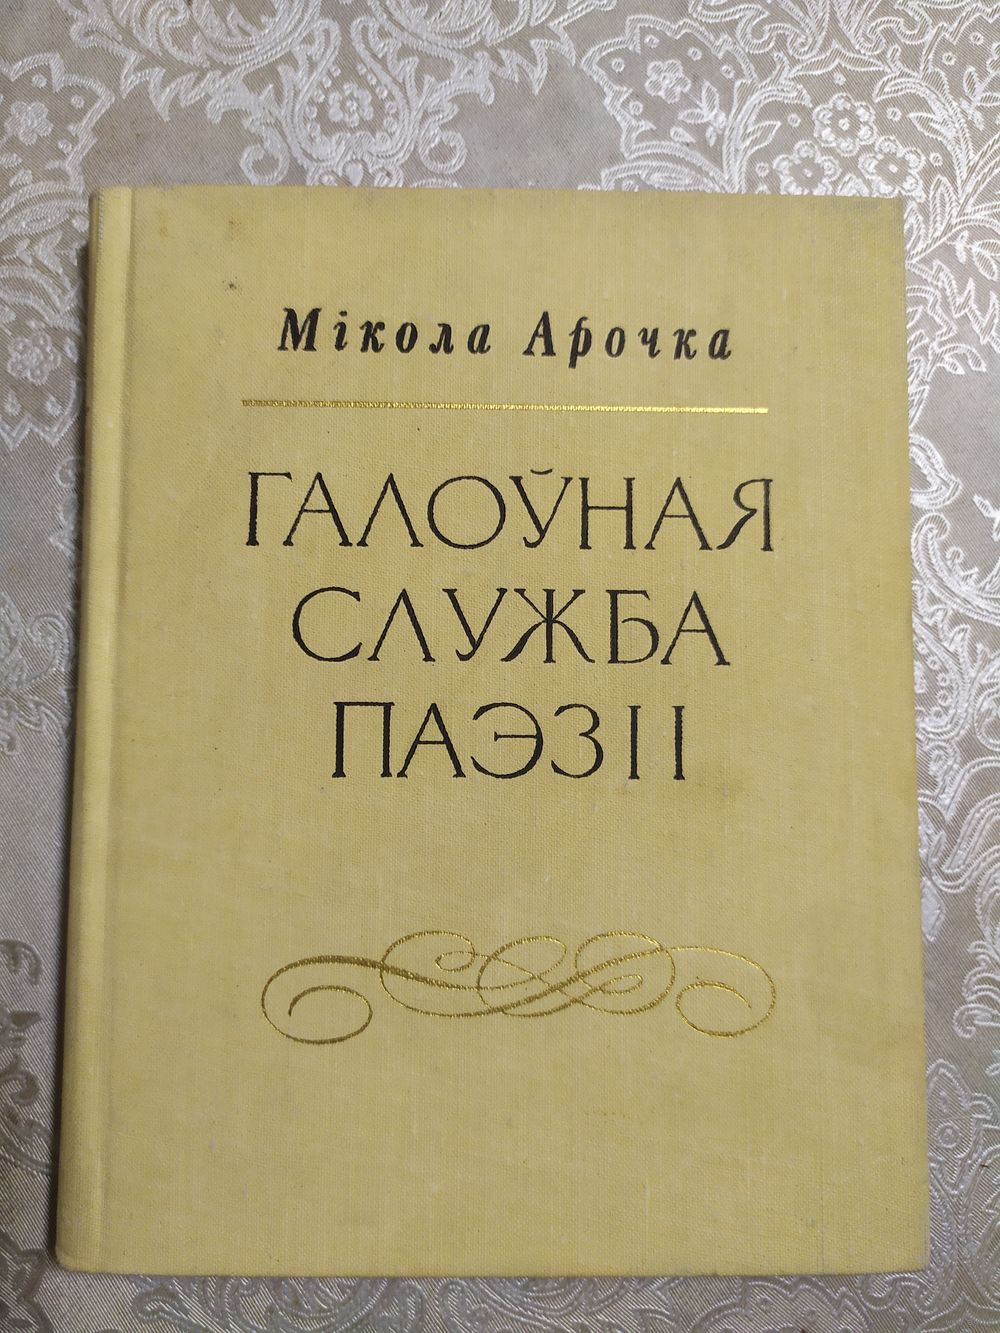 Мікола Арочка
ГАЛОЎНАЯ
СЛУЖБА
ПАЭЗІІ